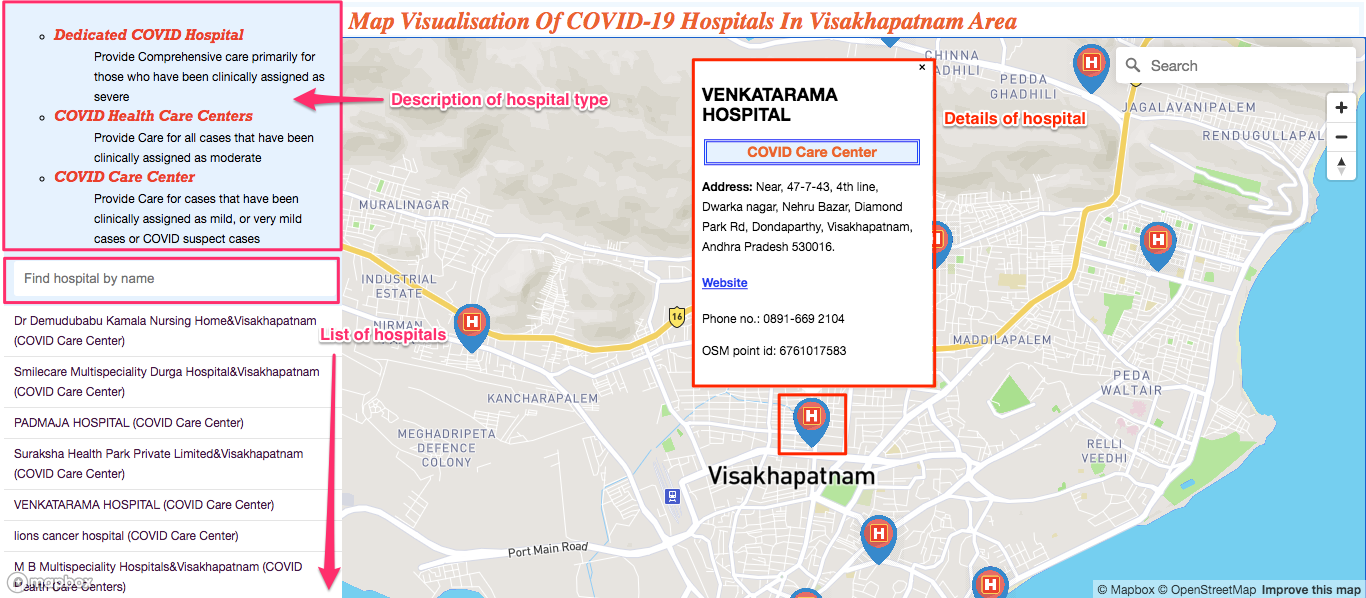 Map Visualisation Of COVID-19 Hospitals In Visakhapatnam Area
Dedicated COVID Hospital
Provide Comprehensive care primarily for
those who have been clinically assigned as
severe
COVID Health Care Centers
Provide Care for all cases that have been
clinically assigned as moderate
COVID Care Center
Provide Care for cases that have been
clinically assigned as mild, or very mild
cases or COVID suspect cases
Description of hospital type
Find hospital by name
Dr Demudubabu Kamala Nursing Home&Visakhapatnam
(COVID Care Center)
Smilecare Multispeciality Durga Hospital&Visakhapatnam
(COVID Care Center)
PADMAJA HOSPITAL (COVID Care Center)
Suraksha Health Park Private Limited&Visakhapatnam
(COVID Care Center)
VENKATARAMA HOSPITAL (COVID Care Center)
lions cancer hospital (COVID Care Center)
M B Multispeciality Hospitals&Visakhapatnam (COVID
Health Care Centers)
mapbox
List of hospitals
×
VENKATARAMA
HOSPITAL
COVID Care Center
Address: Near, 47-7-43, 4th line,
Dwarka nagar, Nehru Bazar, Diamond
Park Rd, Dondaparthy, Visakhapatnam,
Andhra Pradesh 530016.
Website
Phone no.: 0891-669 2104
OSM point id: 6761017583
Details of hospital
Search
+
−
CHINNA
GADHILI
PEDDA
GHADHILI
JAGALAVANIPALEM
RENDUGULLAPAL
MURALINAGAR
INDUSTRIAL
ESTATE
NIRMAN
16
MADDILAPALEM
PEDA
WALTAIR
KANCHARAPALEM
MEGHADRIPETA
DEFENCE
COLONY
RELLI
VEEDHI
Visakhapatnam
Port Main Road
H
H
H
H
H
H
H
© Mapbox © OpenStreetMap Improve this map